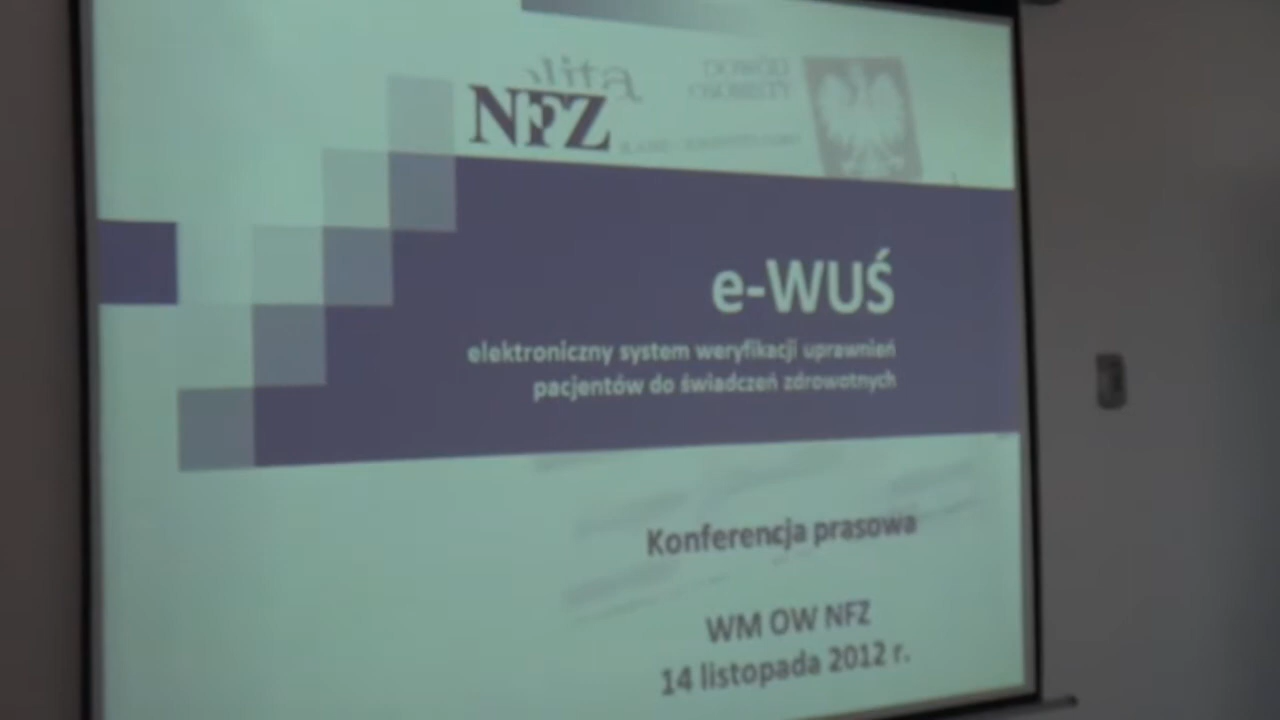 NFZ
e-WUŚ
elektroniczny system weryfikacji uprawnień
pacjentów do świadczeń zdrowotnych
Konferencja prasowa
WM OW NFZ
14 listopada 2012 r.